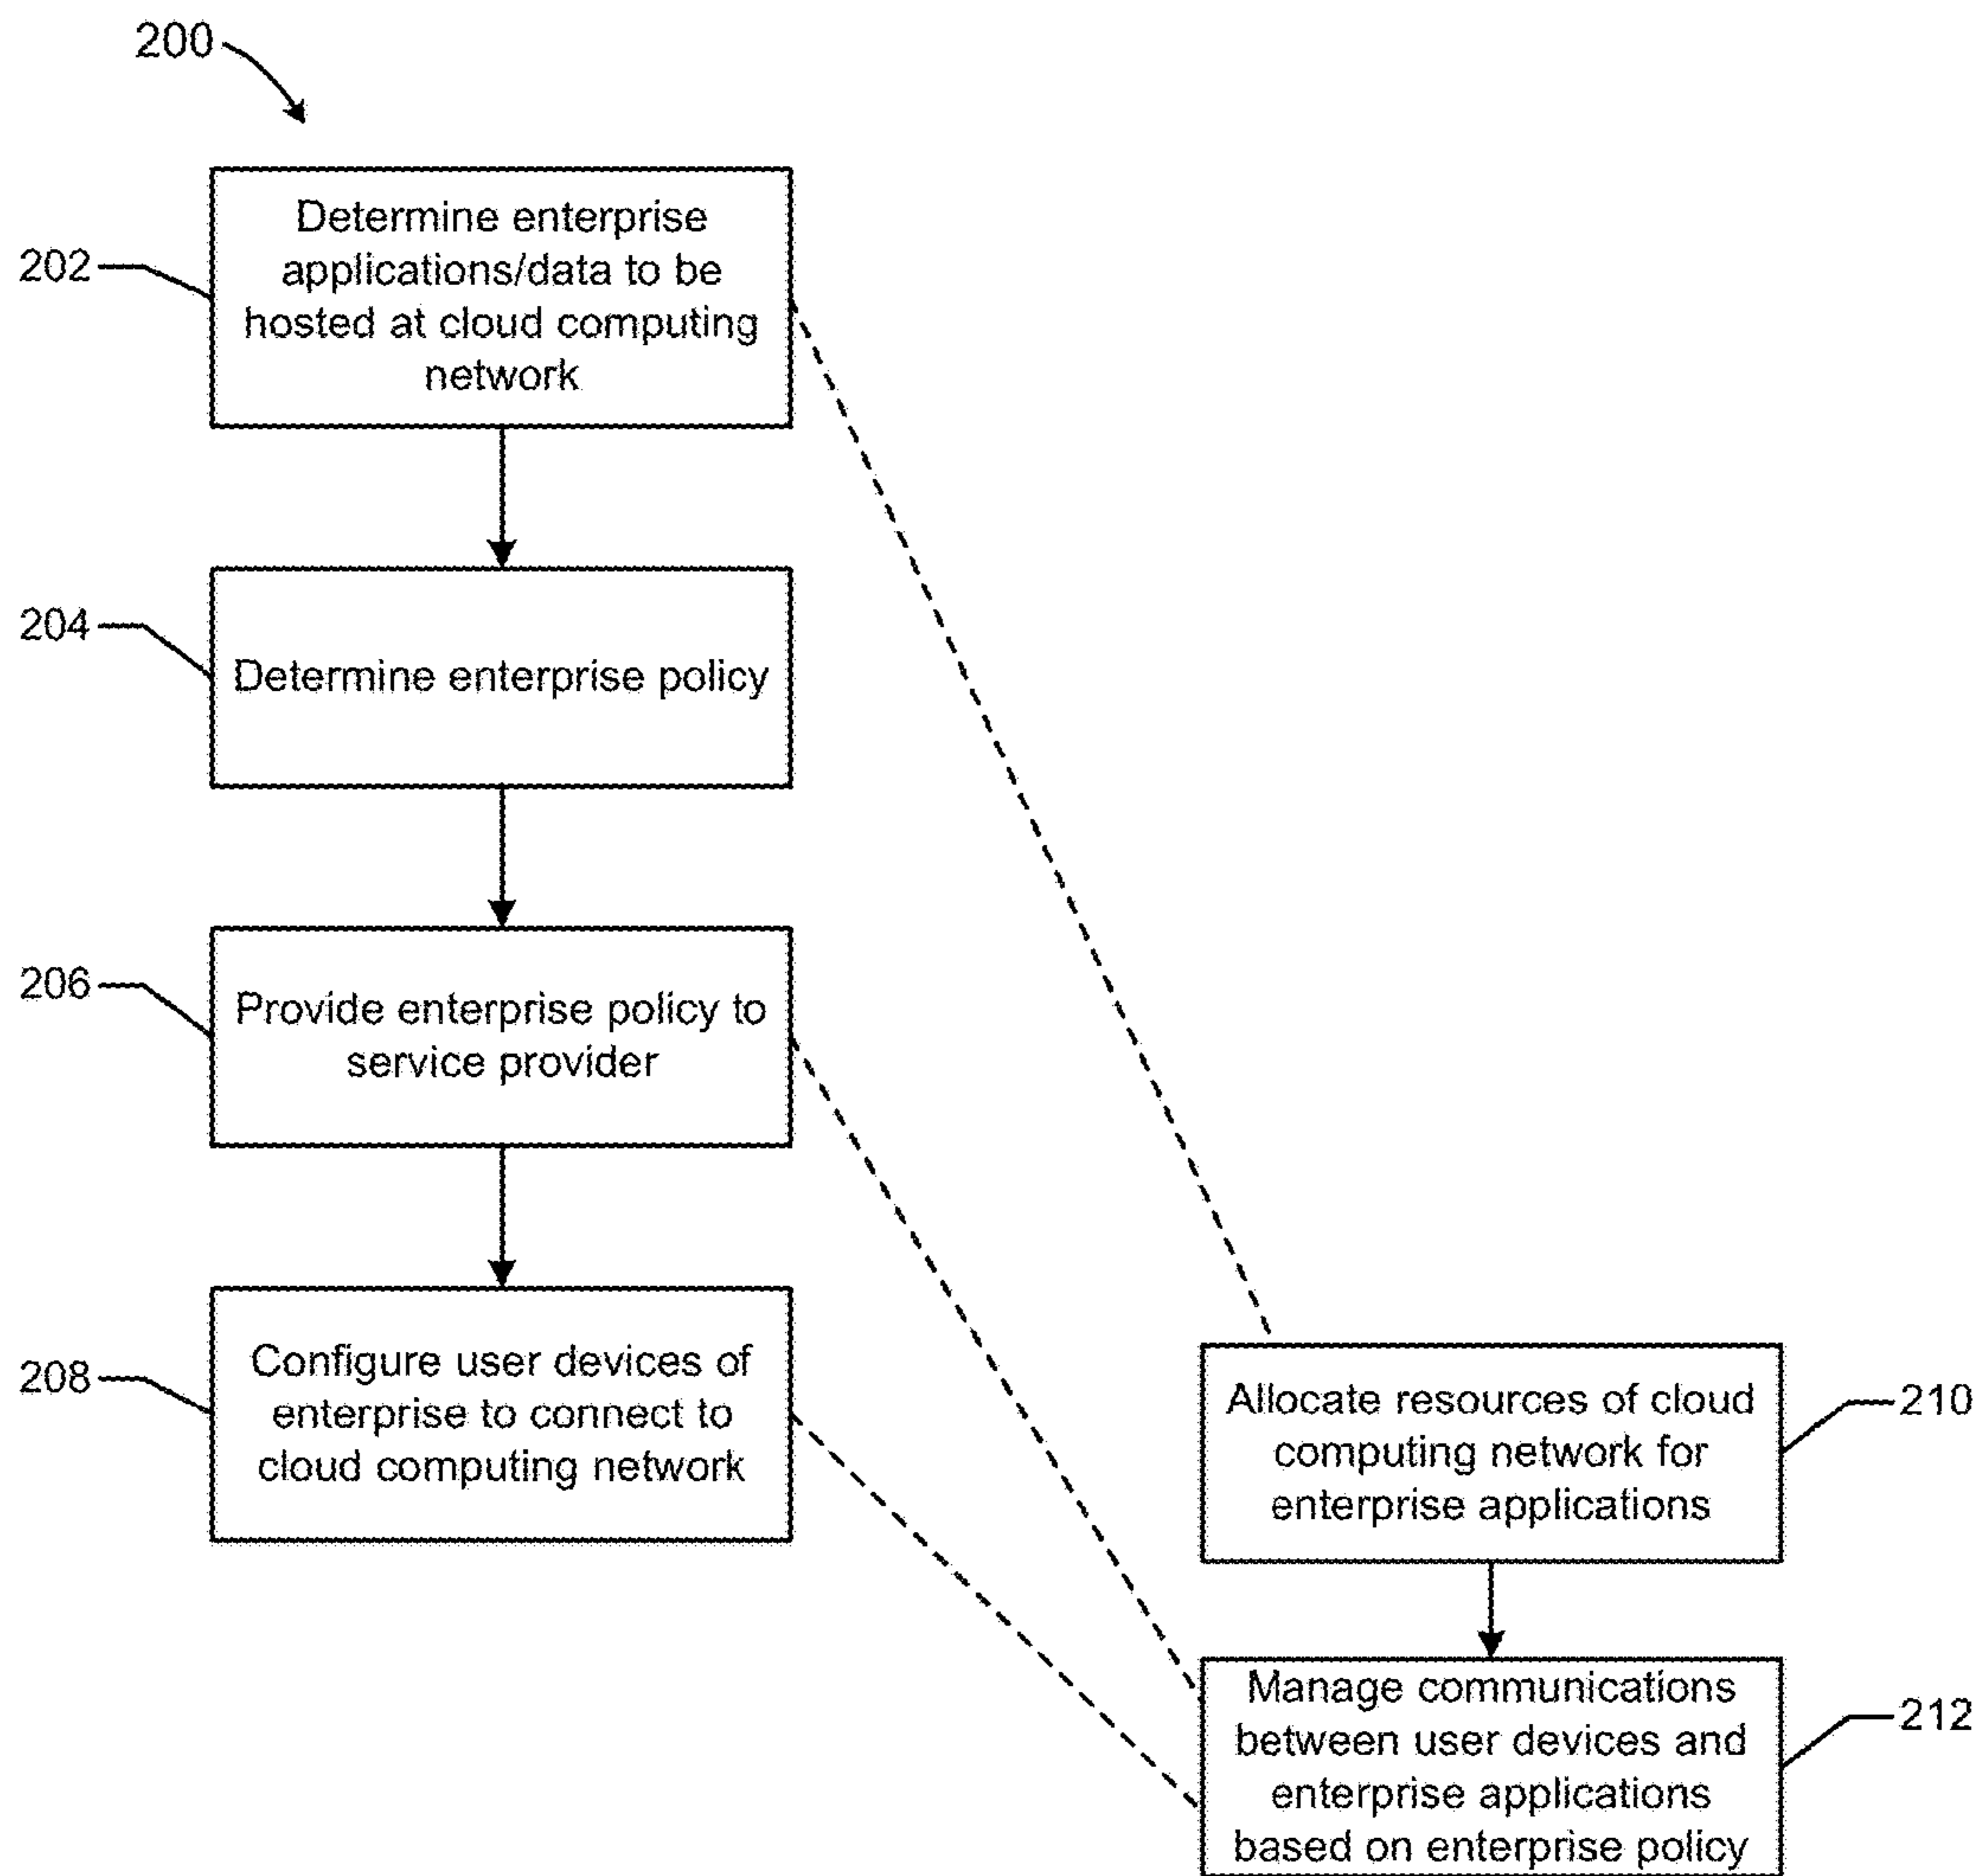 200
202
Determine enterprise
applications/data to be
hosted at cloud computing
network
204
Determine enterprise policy
206
Provide enterprise policy to
service provider
208
Configure user devices of
enterprise to connect to
cloud computing network
Allocate resources of cloud
computing network for
enterprise applications
210
Manage communications
between user devices and
enterprise applications
based on enterprise policy
212